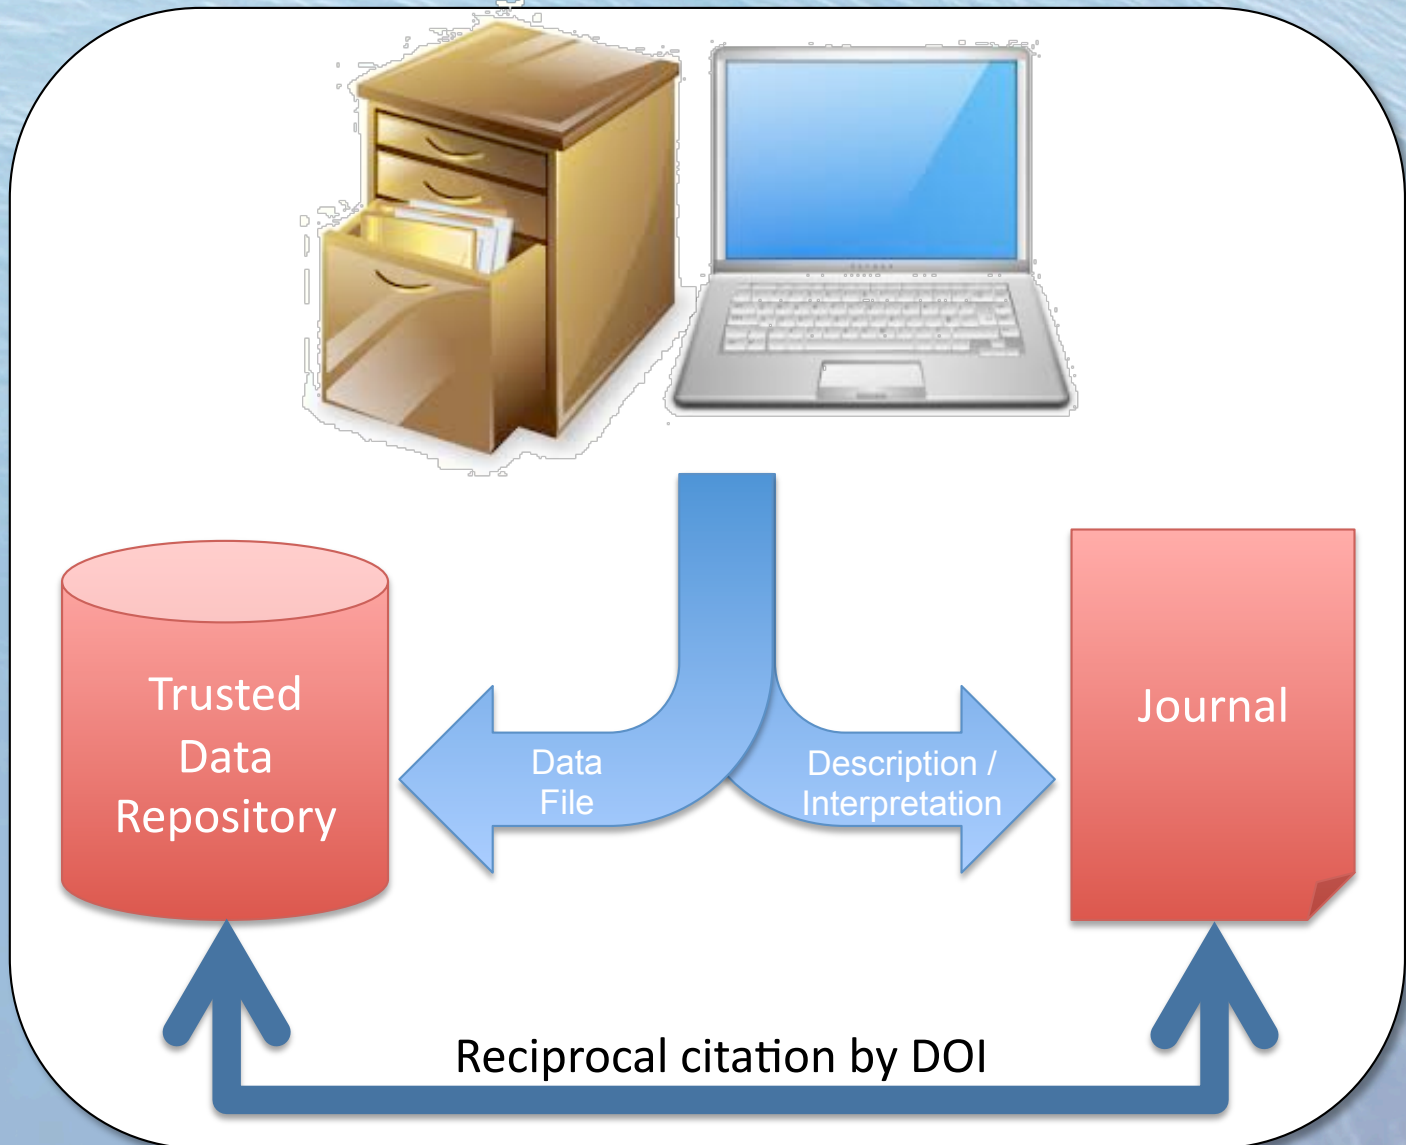 Trusted
Data
Repository
Data
File
Description /
Interpretation
Journal
Reciprocal citation by DOI